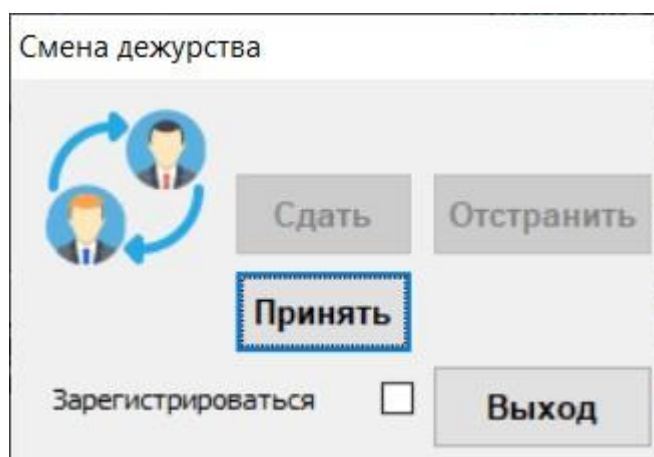 Смена дежурства
Сдать
Отстранить
Принять
Зарегистрироваться
Выход